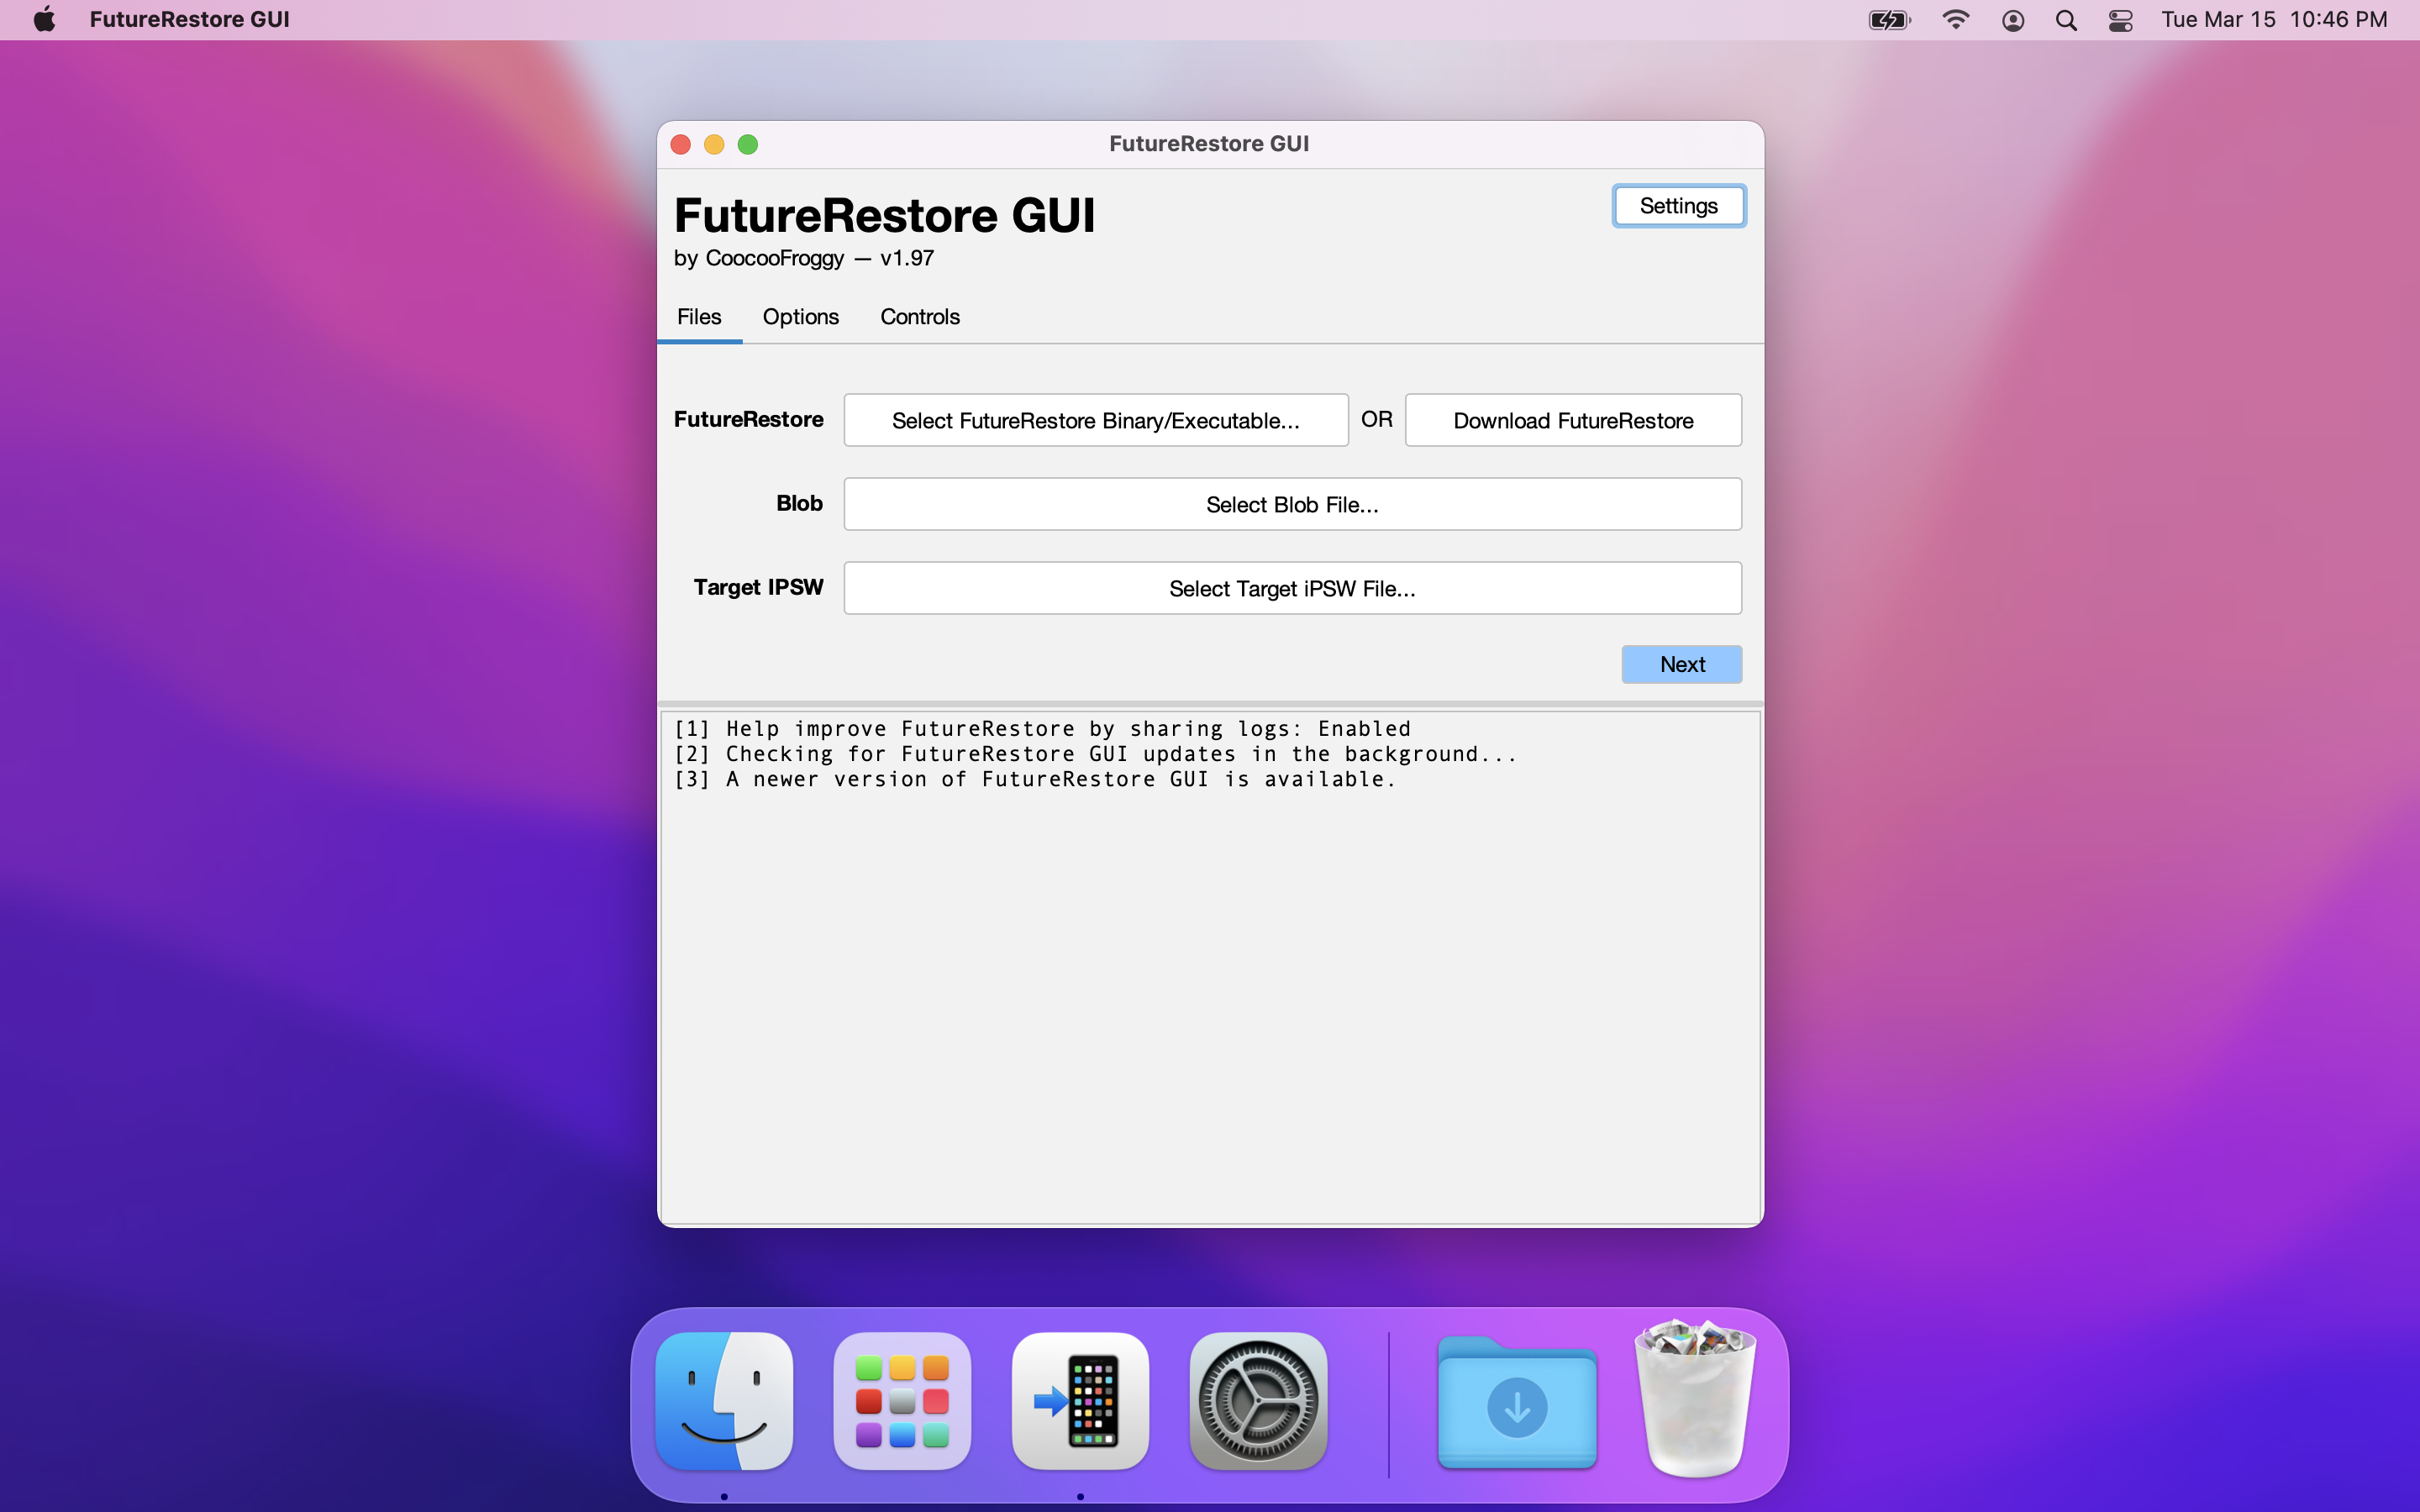 FutureRestore GUI
Tue Mar 15 10:46 PM
FutureRestore GUI
FutureRestore GUI
Settings
by CoocooFroggy — v1.97
Files Options Controls
FutureRestore Select FutureRestore Binary/Executable... OR Download FutureRestore
Blob Select Blob File...
Target IPSW Select Target iPSW File...
Next
[1] Help improve FutureRestore by sharing logs: Enabled
[2] Checking for FutureRestore GUI updates in the background...
[3] A newer version of FutureRestore GUI is available.